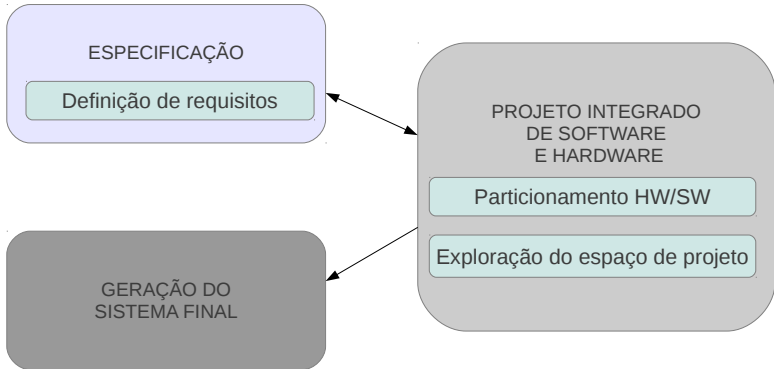 ESPECIFICAÇÃO
Definição de requisitos
PROJETO INTEGRADO
DE SOFTWARE
E HARDWARE
Particionamento HW/SW
Exploração do espaço de projeto
GERAÇÃO DO
SISTEMA FINAL